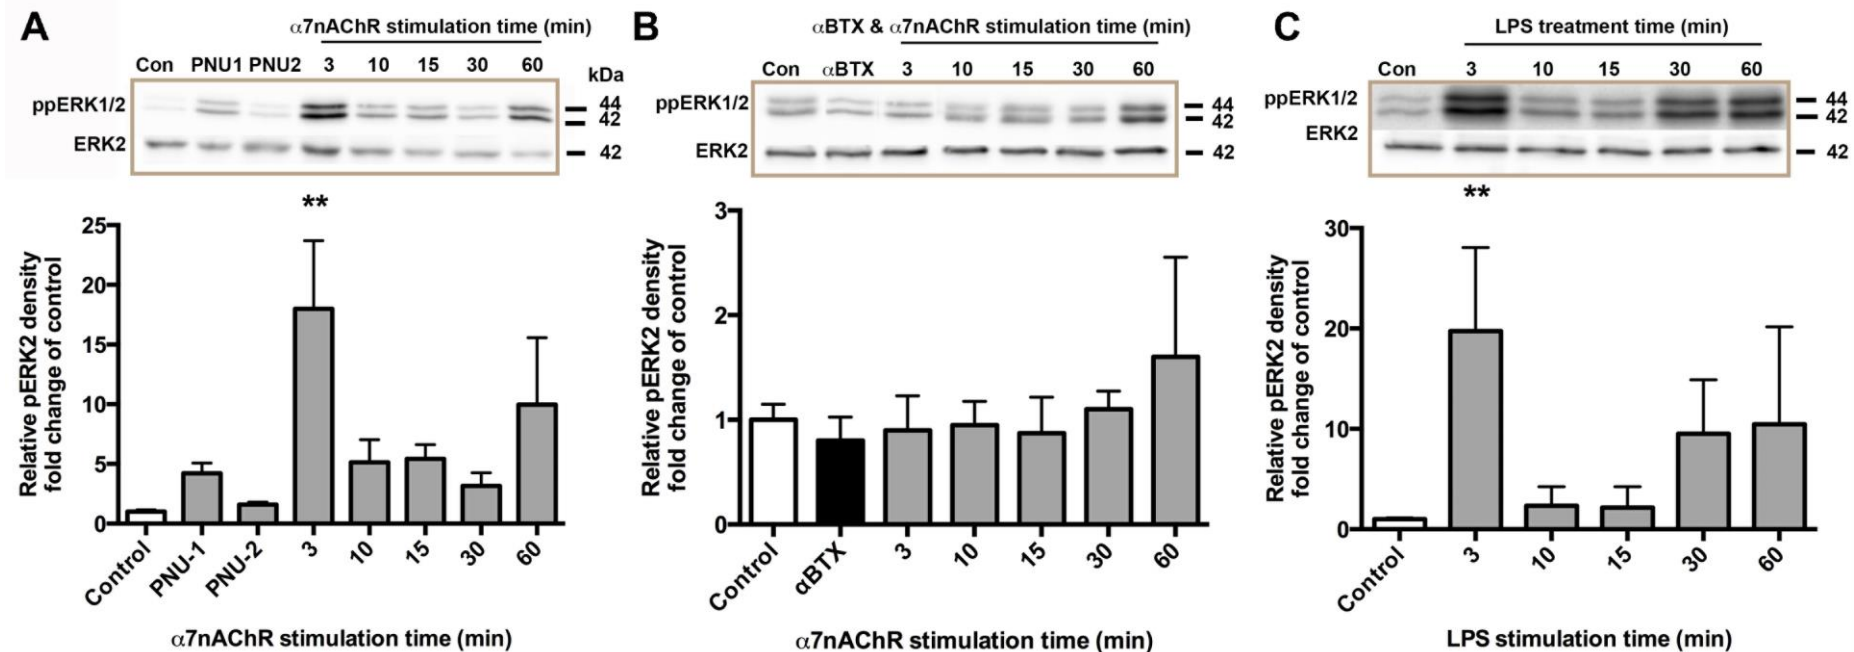 A
α7nAChR stimulation time (min)
Con PNU1 PNU2 3 10 15 30 60
kDa
ppERK1/2
44
42
ERK2
42
**
25
20
15
10
5
0
Relative pERK2 density
fold change of control
Control
PNU-1
PNU-2
3
10
15
30
60
α7nAChR stimulation time (min)
B
αBTX & α7nAChR stimulation time (min)
Con αBTX 3 10 15 30 60
ppERK1/2
44
42
ERK2
42
3
2
1
0
Relative pERK2 density
fold change of control
Control
αBTX
3
10
15
30
60
α7nAChR stimulation time (min)
C
LPS treatment time (min)
Con 3 10 15 30 60
ppERK1/2
44
42
ERK2
42
**
30
20
10
0
Relative pERK2 density
fold change of control
Control
3
10
15
30
60
LPS stimulation time (min)